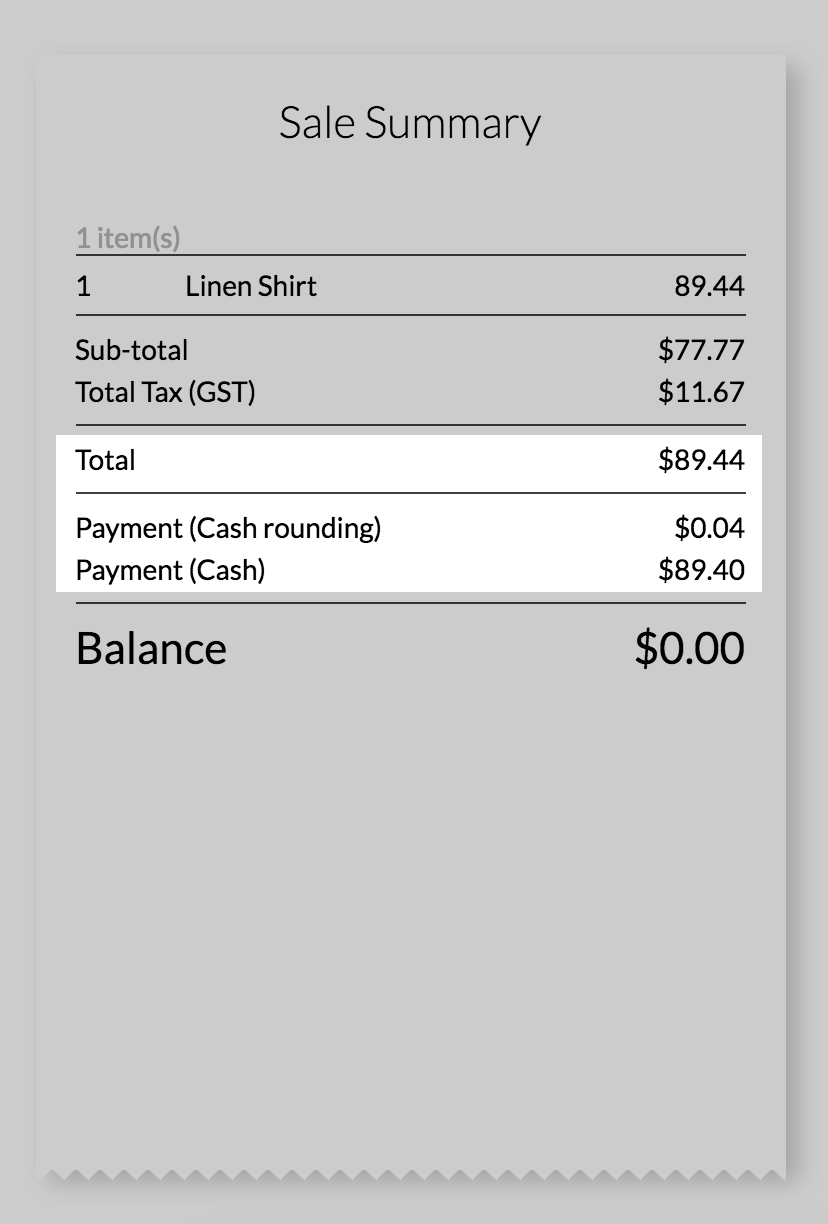 Sale Summary
1 item(s)
1 Linen Shirt 89.44
Sub-total $77.77
Total Tax (GST) $11.67
Total $89.44
Payment (Cash rounding) $0.04
Payment (Cash) $89.40
Balance $0.00